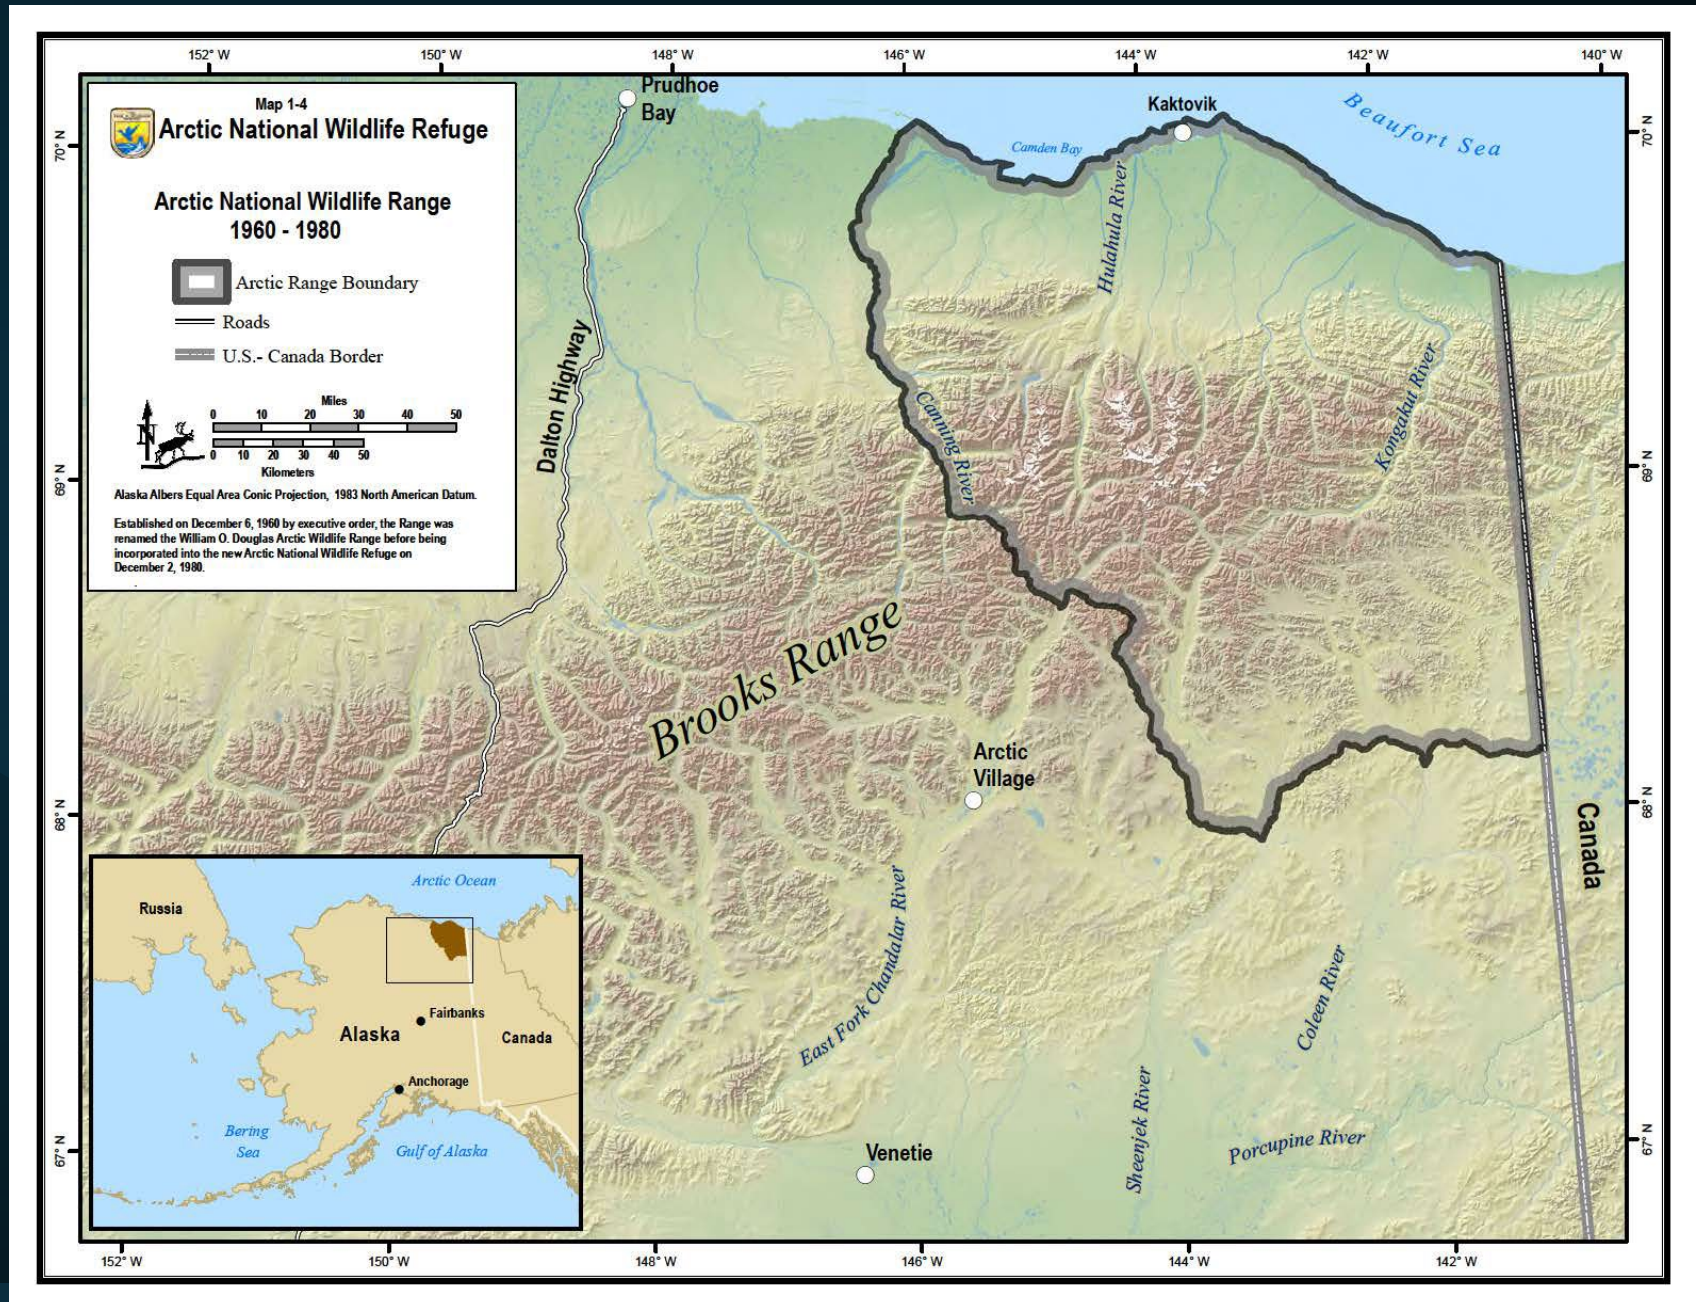 152° W 150° W 148° W 146° W 144° W 142° W 140° W
Map 1-4
Arctic National Wildlife Refuge
Arctic National Wildlife Range
1960 - 1980
Arctic Range Boundary
Roads
U.S.- Canada Border
Miles
0 10 20 30 40 50
0 10 20 30 40 50
Kilometers
N
Alaska Albers Equal Area Conic Projection, 1983 North American Datum.
Established on December 6, 1960 by executive order, the Range was
renamed the William O. Douglas Arctic Wildlife Range before being
incorporated into the new Arctic National Wildlife Refuge on
December 2, 1980.
Prudhoe
Bay
Kaktovik
Beaufort Sea
Camden Bay
Hulahula River
Dalton Highway
Canning River
Kongakut River
Brooks Range
Arctic
Village
Canada
East Fork Chandalar River
Coleen River
Sheenjek River
Porcupine River
Venetie
70° N
69° N
68° N
67° N
70° N
69° N
68° N
67° N
Arctic Ocean
Russia
Fairbanks
Alaska
Canada
Anchorage
Bering
Sea
Gulf of Alaska
152° W 150° W 148° W 146° W 144° W 142° W